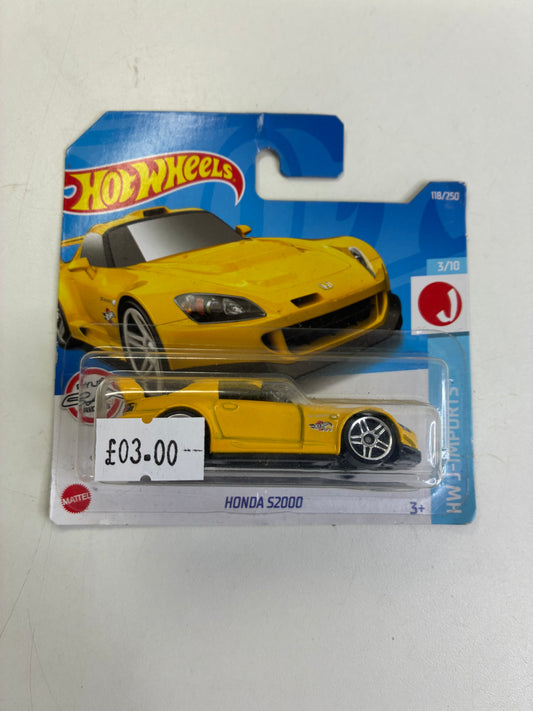 HOT WHEELS
118/250
3/10
J
HW J-IMPORTS
£03.00
MATTEL
HONDA S2000
3+